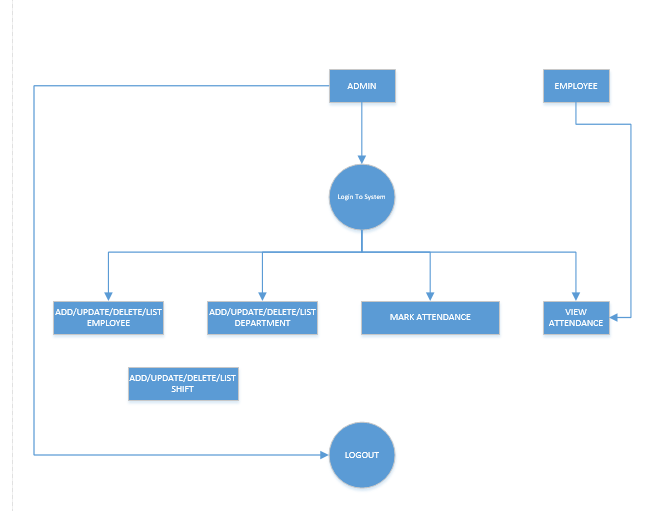 ADMIN
EMPLOYEE
Login To System
ADD/UPDATE/DELETE/LIST
EMPLOYEE
ADD/UPDATE/DELETE/LIST
DEPARTMENT
MARK ATTENDANCE
VIEW
ATTENDANCE
ADD/UPDATE/DELETE/LIST
SHIFT
LOGOUT